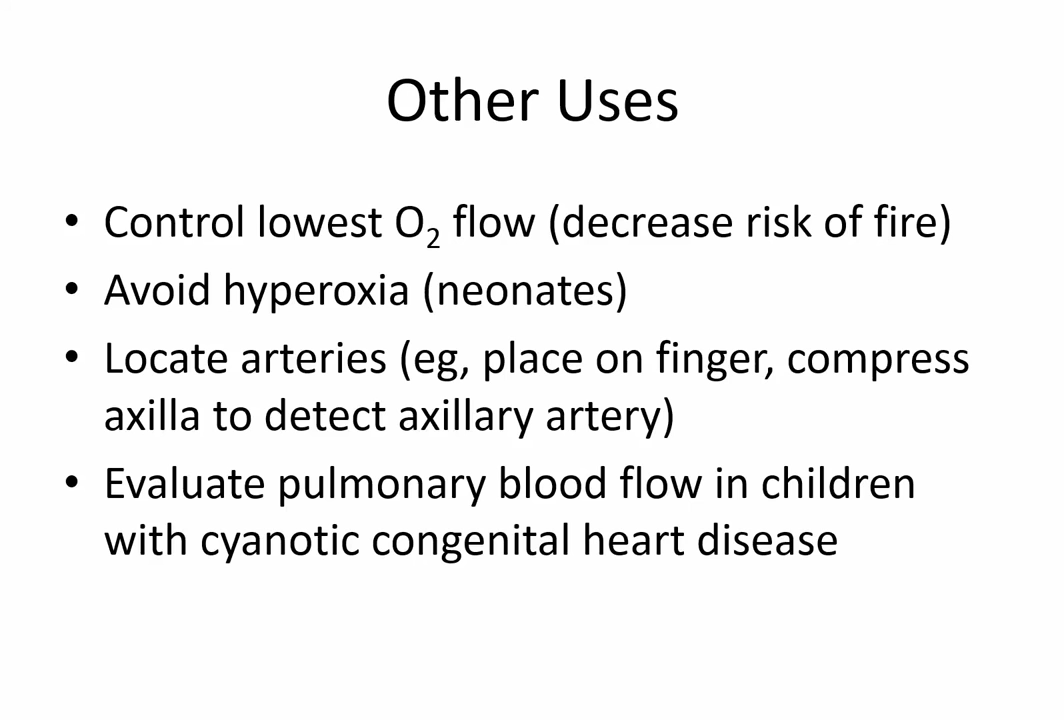 Other Uses
• Control lowest O₂ flow (decrease risk of fire)
• Avoid hyperoxia (neonates)
• Locate arteries (eg, place on finger, compress
axilla to detect axillary artery)
• Evaluate pulmonary blood flow in children
with cyanotic congenital heart disease